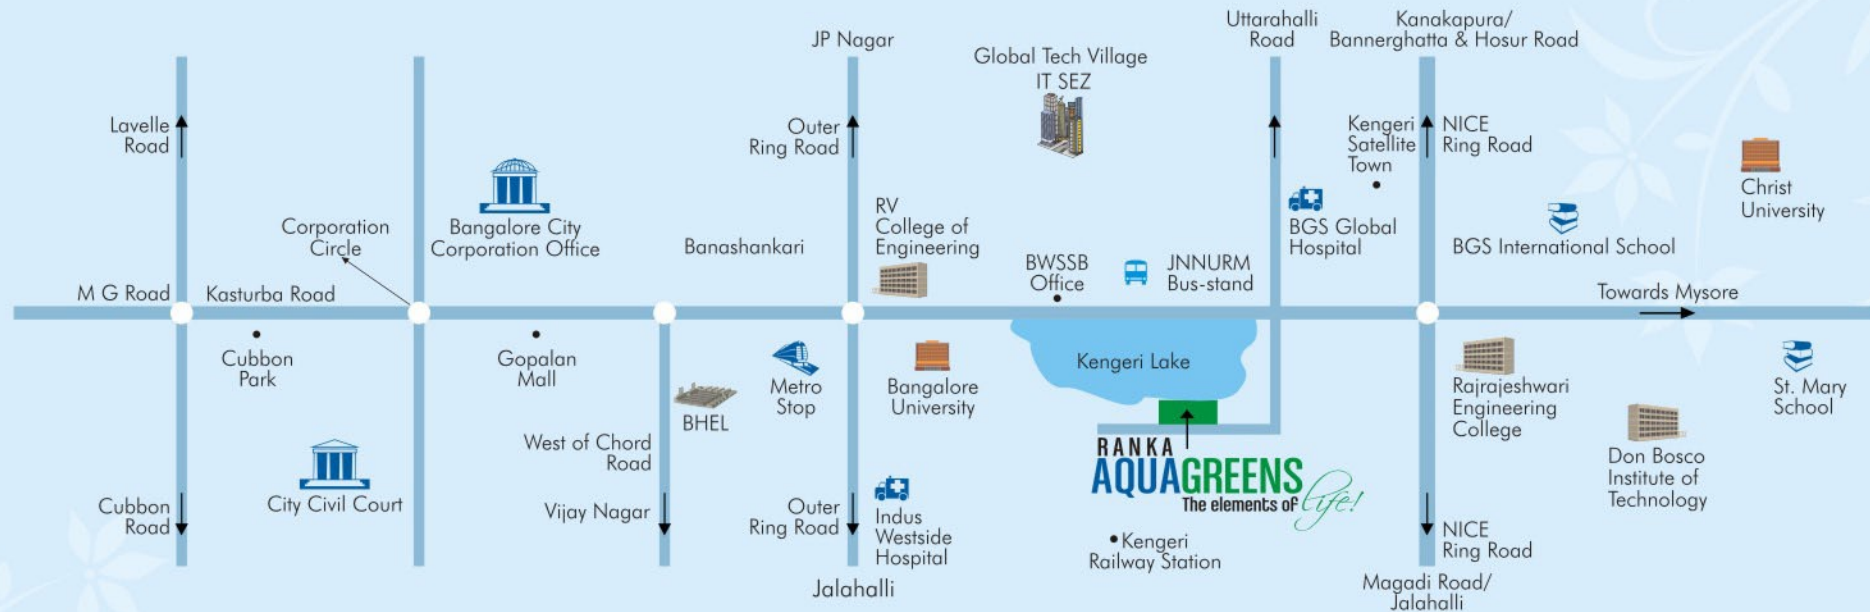 Uttarahalli
Road
Kanakapura/
Bannerghatta & Hosur Road
JP Nagar
Global Tech Village
IT SEZ
Lavelle
Road
Outer
Ring Road
Kengeri
Satellite
Town
NICE
Ring Road
Christ
University
Corporation
Circle
Bangalore City
Corporation Office
Banashankari
RV
College of
Engineering
BWSSB
Office
JNNURM
Bus-stand
BGS Global
Hospital
BGS International School
M G Road
Kasturba Road
Towards Mysore
Cubbon
Park
Gopalan
Mall
BHEL
Metro
Stop
Bangalore
University
Kengeri Lake
Rajrajeshwari
Engineering
College
St. Mary
School
West of Chord
Road
RANKA
AQUAGREENS
The elements of life!
Don Bosco
Institute of
Technology
Cubbon
Road
City Civil Court
Vijay Nagar
Outer
Ring Road
Indus
Westside
Hospital
Kengeri
Railway Station
NICE
Ring Road
Jalahalli
Magadi Road/
Jalahalli